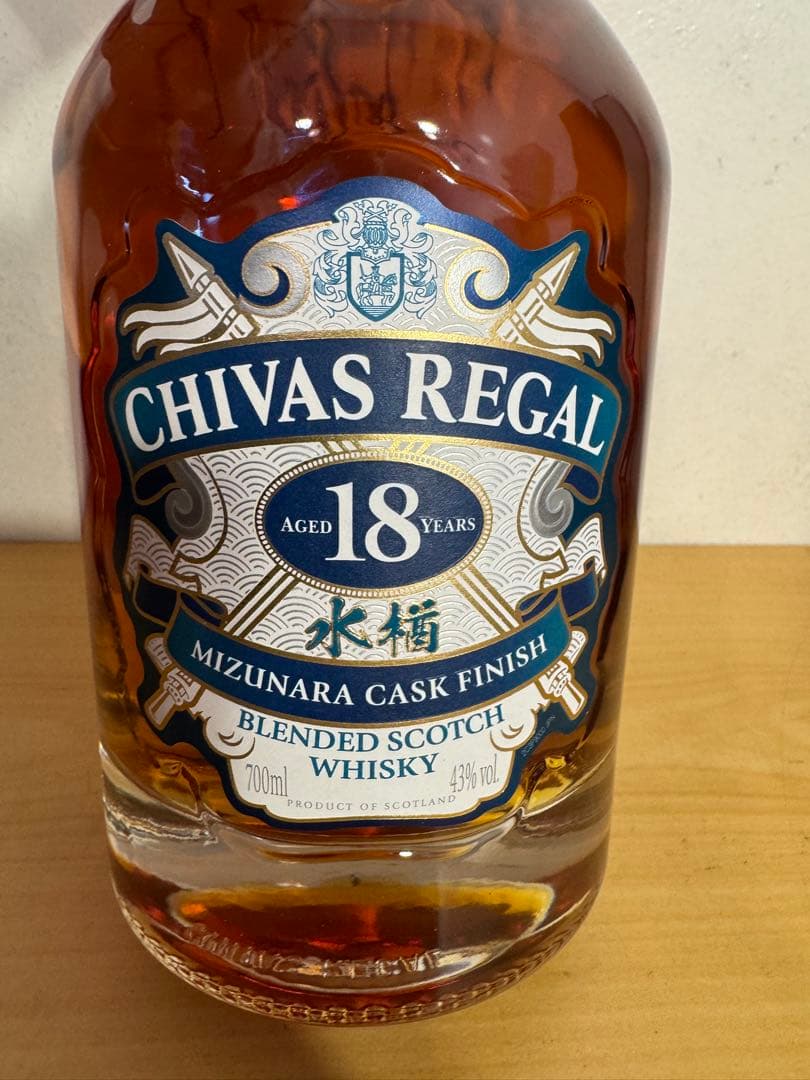 CHIVAS REGAL
AGED 18 YEARS
水楢
MIZUNARA CASK FINISH
BLENDED SCOTCH
WHISKY
700ml 43% vol.
PRODUCT OF SCOTLAND